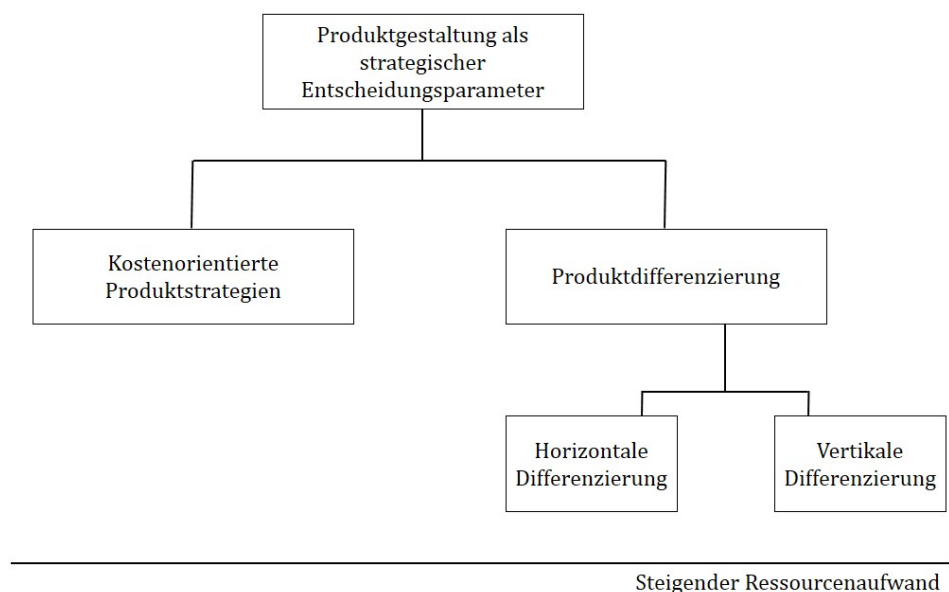 Produktgestaltung als
strategischer
Entscheidungsparameter
Kostenorientierte
Produktstrategien
Produktdifferenzierung
Horizontale
Differenzierung
Vertikale
Differenzierung
Steigender Ressourcenaufwand